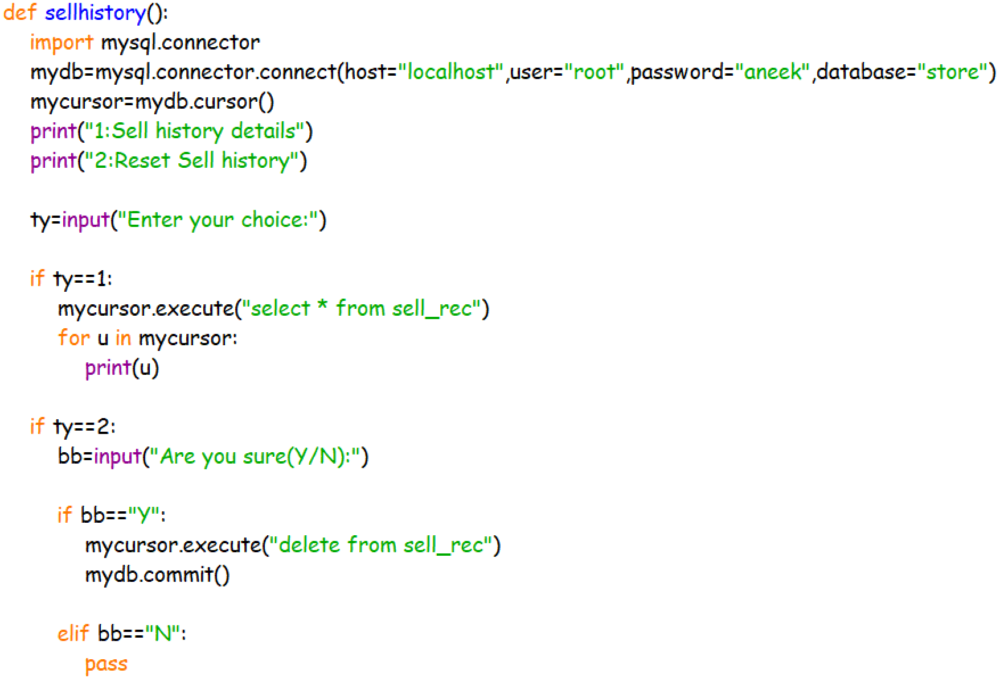 def sellhistory():
import mysql.connector
mydb=mysql.connector.connect(host="localhost",user="root",password="aneek",database="store")
mycursor=mydb.cursor()
print("1:Sell history details")
print("2:Reset Sell history")
ty=input("Enter your choice:")
if ty==1:
mycursor.execute("select * from sell_rec")
for u in mycursor:
print(u)
if ty==2:
bb=input("Are you sure(Y/N):")
if bb=="Y":
mycursor.execute("delete from sell_rec")
mydb.commit()
elif bb=="N":
pass